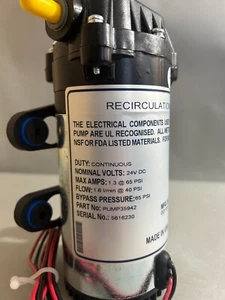 RECIRCULATION
THE ELECTRICAL COMPONENTS
PUMP ARE UL RECOGNISED. ALL
NSF OR FDA LISTED MATERIALS.
DUTY: CONTINUOUS
NOMINAL VOLTS: 24V DC
MAX AMPS: 1.3 @ 65 PSI
FLOW: 1.6 l/min @ 40 PSI
BYPASS PRESSURE: 65 PSI
PART No: PUMP35942
SERIAL No: 5616230
MADE IN